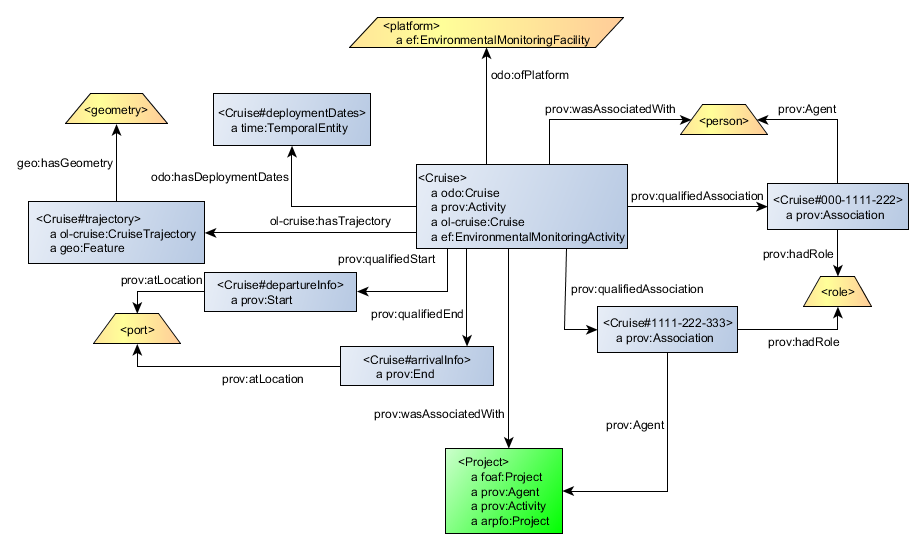 <platform>
a ef:EnvironmentalMonitoringFacility
odo:ofPlatform
<geometry>
geo:hasGeometry
<Cruise#deploymentDates>
a time:TemporalEntity
odo:hasDeploymentDates
prov:wasAssociatedWith
prov:Agent
<person>
<Cruise>
a odo:Cruise
a prov:Activity
a ol-cruise:Cruise
a ef:EnvironmentalMonitoringActivity
prov:qualifiedAssociation
<Cruise#000-1111-222>
a prov:Association
<Cruise#trajectory>
a ol-cruise:CruiseTrajectory
a geo:Feature
ol-cruise:hasTrajectory
prov:qualifiedStart
prov:hadRole
prov:atLocation
<Cruise#departureInfo>
a prov:Start
prov:qualifiedAssociation
<role>
<port>
prov:qualifiedEnd
<Cruise#1111-222-333>
a prov:Association
prov:hadRole
<Cruise#arrivalInfo>
a prov:End
prov:atLocation
prov:wasAssociatedWith
prov:Agent
<Project>
a foaf:Project
a prov:Agent
a prov:Activity
a arpfo:Project